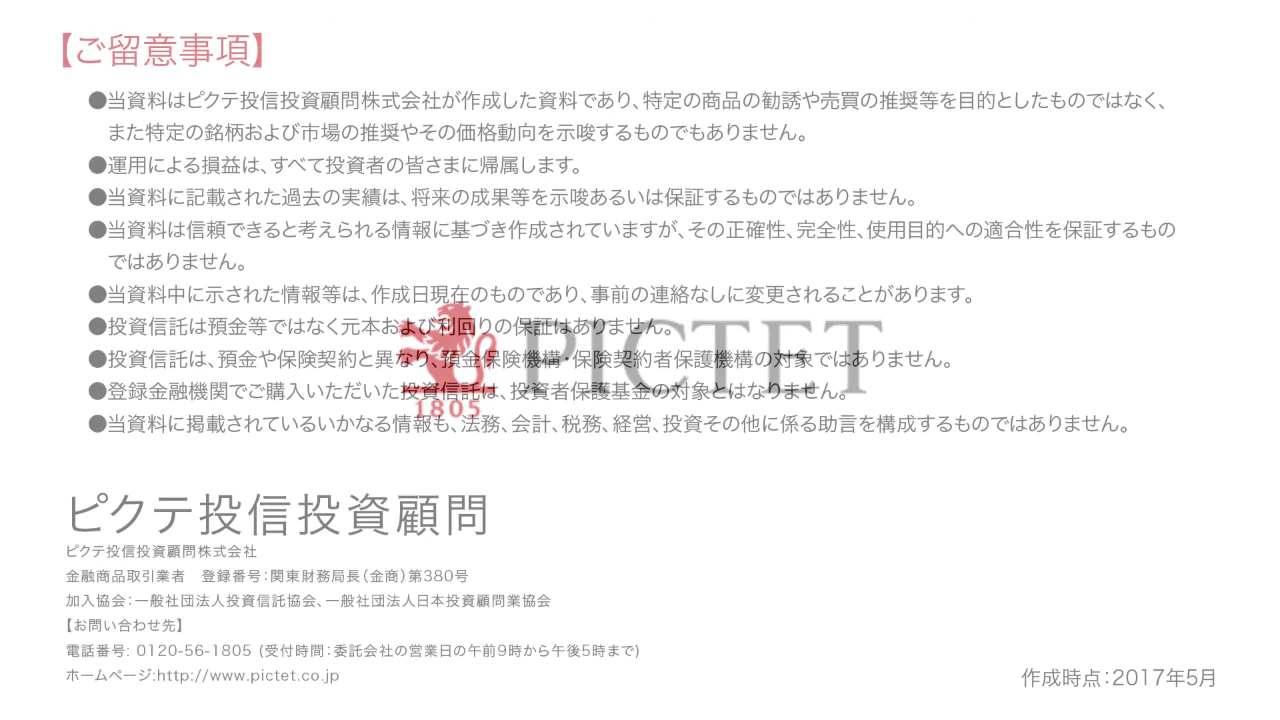 【ご留意事項】
●当資料はピクテ投信投資顧問株式会社が作成した資料であり、特定の商品の勧誘や売買の推奨等を目的としたものではなく、
また特定の銘柄および市場の推奨やその価格動向を示唆するものでもありません。
●運用による損益は、すべて投資者の皆さまに帰属します。
●当資料に記載された過去の実績は、将来の成果等を示唆あるいは保証するものではありません。
●当資料は信頼できると考えられる情報に基づき作成されていますが、その正確性、完全性、使用目的への適合性を保証するもの
ではありません。
●当資料中に示された情報等は、作成日現在のものであり、事前の連絡なしに変更されることがあります。
●投資信託は預金等ではなく元本および利回りの保証はありません。
●投資信託は、預金や保険契約と異なり、預金保険機構・保険契約者保護機構の対象ではありません。
●登録金融機関でご購入いただいた投資信託は、投資者保護基金の対象とはなりません。
●当資料に掲載されているいかなる情報も、法務、会計、税務、経営、投資その他に係る助言を構成するものではありません。
PICTET
1805
ピクテ投信投資顧問
ピクテ投信投資顧問株式会社
金融商品取引業者　登録番号：関東財務局長（金商）第380号
加入協会：一般社団法人投資信託協会、一般社団法人日本投資顧問業協会
【お問い合わせ先】
電話番号: 0120-56-1805 (受付時間：委託会社の営業日の午前9時から午後5時まで)
ホームページ:http://www.pictet.co.jp
作成時点：2017年5月